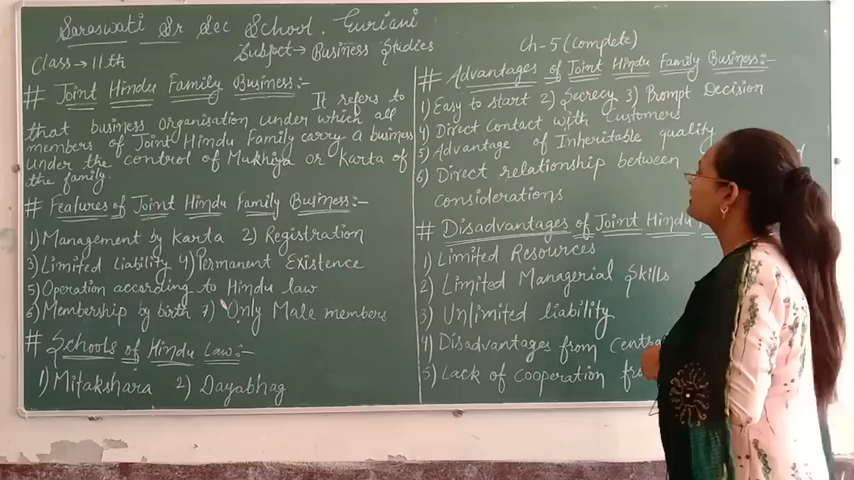 Saraswati Sr Sec School. Guriani
Class→11th
Subject→ Business Studies
Ch-5 (Complete)
# Joint Hindu Family Business:-
It refers to
that business Organisation under which all
members of Joint Hindu Family carry a business
under the control of Mukhiya or Karta of
the family.
# Features of Joint Hindu Family Business:-
1) Management by Karta 2) Registration
3) Limited Liability 4) Permanent Existence
5) Operation according to Hindu law
6) Membership by birth 7) Only Male members
# Schools of Hindu Law:-
1) Mitakshara 2) Dayabhag
# Advantages of Joint Hindu Family Business:-
1) Easy to start 2) Secrecy 3) Prompt Decision
4) Direct Contact with Customers
5) Advantage of Inheritable quality
6) Direct relationship between
considerations
# Disadvantages of Joint Hindu
1) Limited Resources
2) Limited Managerial Skills
3) Unlimited liability
4) Disadvantages from
5) Lack of Cooperation